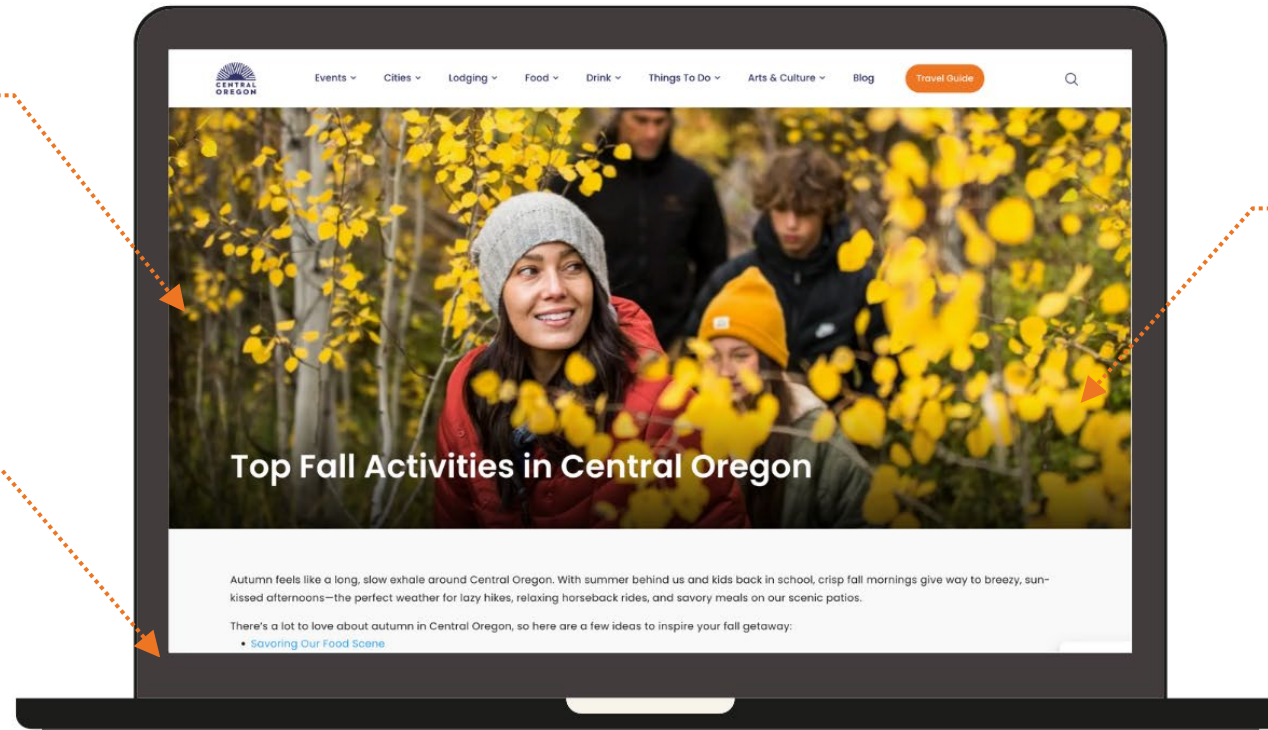 CENTRAL
OREGON
Events
Cities
Lodging
Food
Drink
Things To Do
Arts & Culture
Blog
Travel Guide
Top Fall Activities in Central Oregon
Autumn feels like a long, slow exhale around Central Oregon. With summer behind us and kids back in school, crisp fall mornings give way to breezy, sun-
kissed afternoons—the perfect weather for lazy hikes, relaxing horseback rides, and savory meals on our scenic patios.
There's a lot to love about autumn in Central Oregon, so here are a few ideas to inspire your fall getaway:
• Savoring Our Food Scene